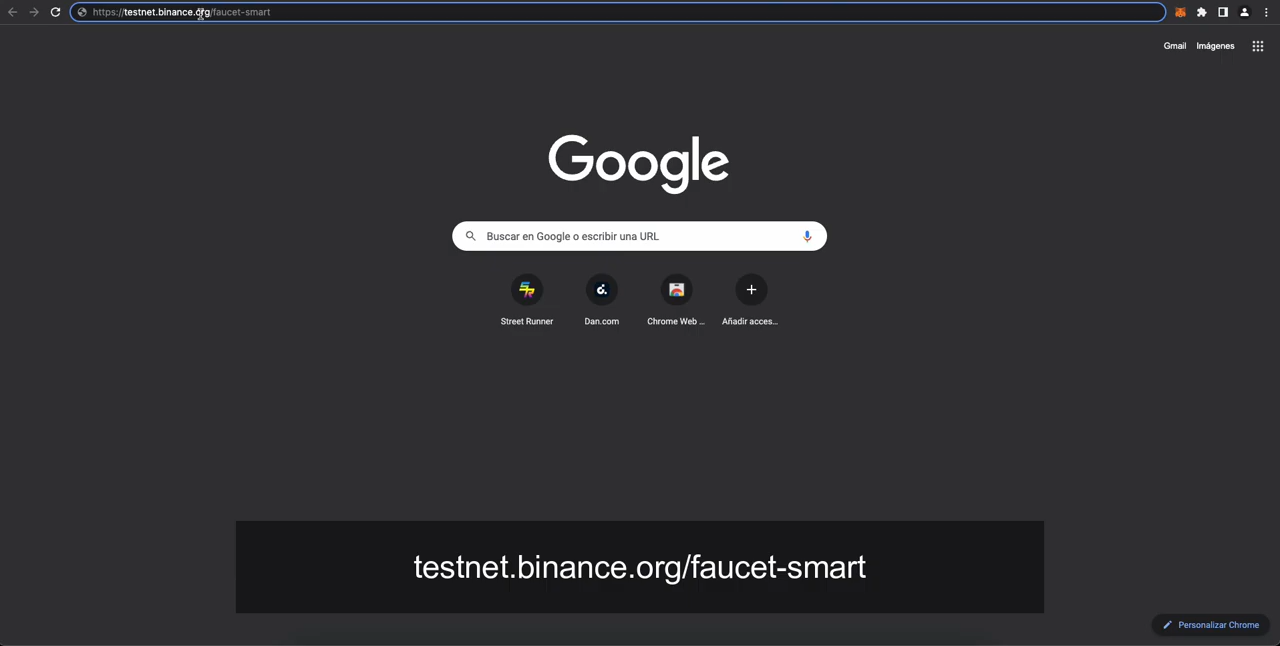 https://testnet.binance.org/faucet-smart
Gmail Imágenes
Google
Buscar en Google o escribir una URL
Street Runner Dan.com Chrome Web ... Añadir acces...
testnet.binance.org/faucet-smart
Personalizar Chrome